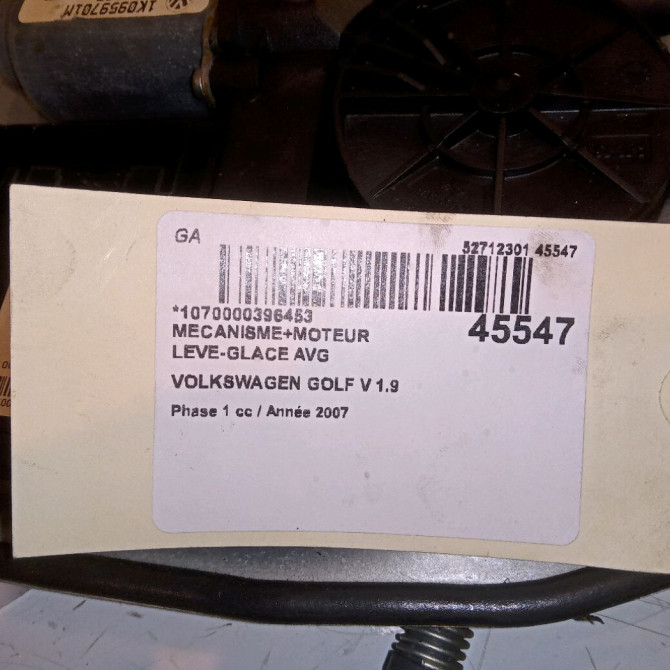 1K0959701M
GA
52712301 45547
*1070000396453
45547
MECANISME+MOTEUR
LEVE-GLACE AVG
VOLKSWAGEN GOLF V 1.9
Phase 1 cc / Année 2007